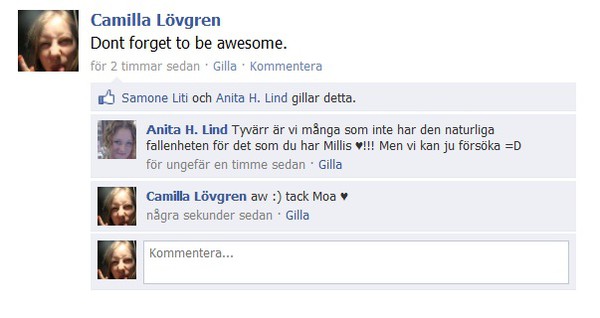 Camilla Lövgren
Dont forget to be awesome.
för 2 timmar sedan · Gilla · Kommentera
Samone Liti och Anita H. Lind gillar detta.
Anita H. Lind Tyvärr är vi många som inte har den naturliga
fallenheten för det som du har Millis ♥!!! Men vi kan ju försöka =D
för ungefär en timme sedan · Gilla
Camilla Lövgren aw :) tack Moa ♥
några sekunder sedan · Gilla
Kommentera...